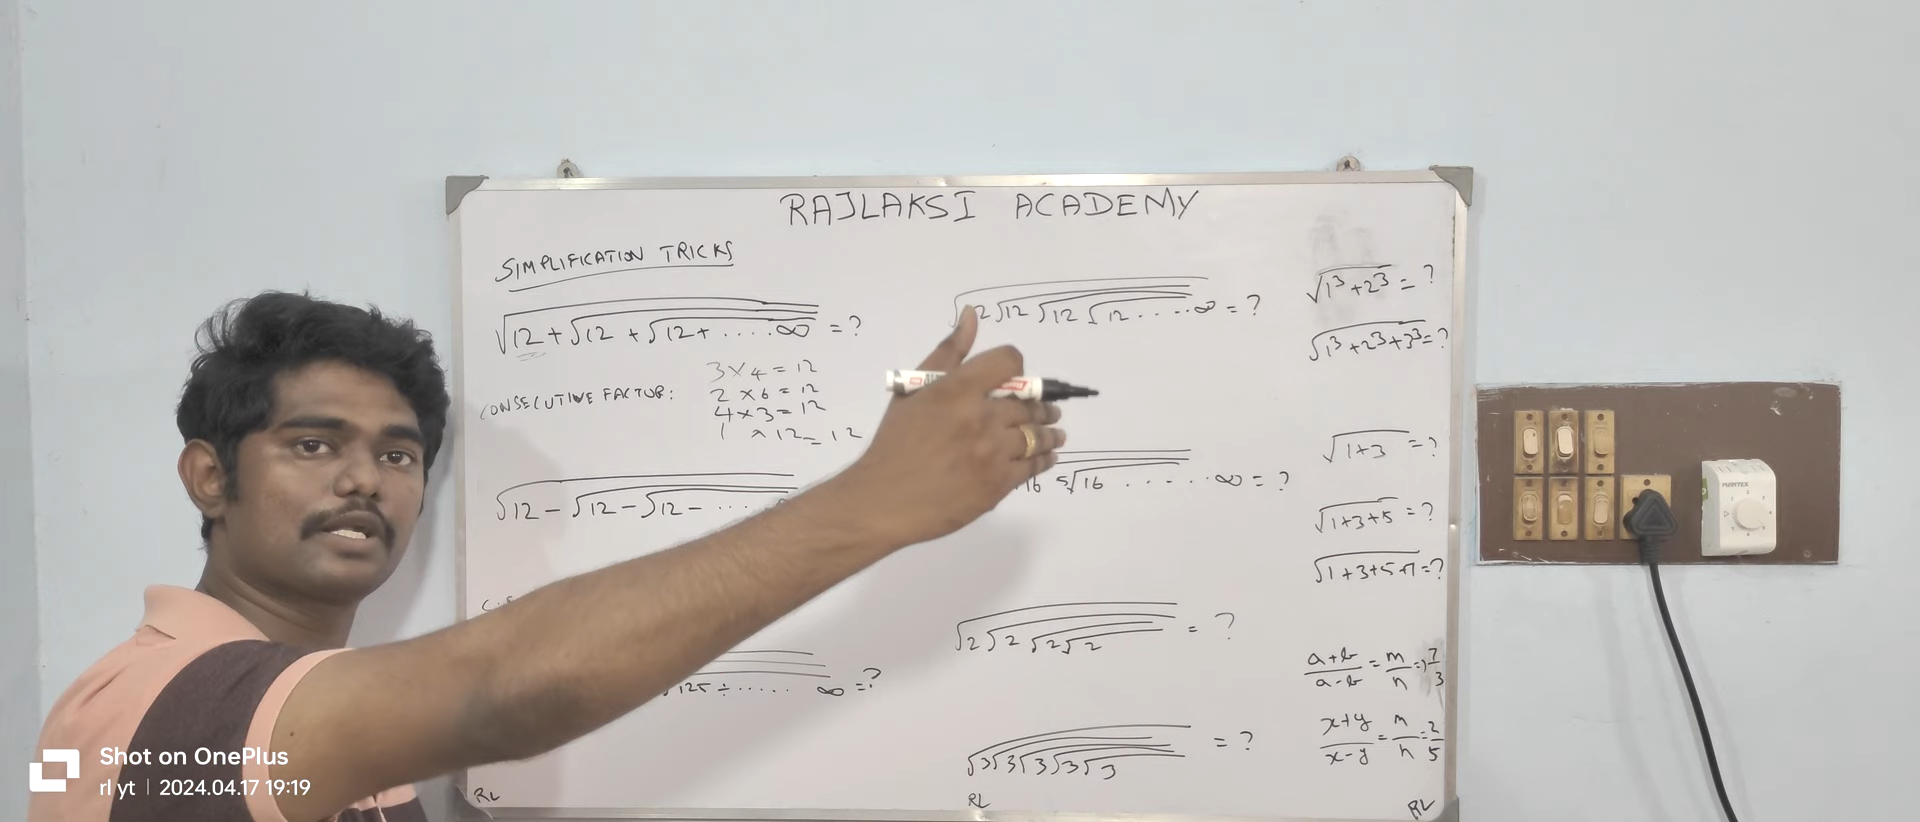 RAJLAKSI ACADEMY
SIMPLIFICATION TRICKS
√12 + √12 + √12 + .... ∞ = ?
CONSECUTIVE FACTOR:
3 × 4 = 12
2 × 6 = 12
4 × 3 = 12
1 × 12 = 12
√12 - √12 - √12 - ....
125 ÷ ..... ∞ = ?
√12 √12 √12 .... ∞ = ?
16 5√16 ...... ∞ = ?
√2 √2 √2 √2 = ?
√3 √3 √3 √3 √3 = ?
√1³ + 2³ = ?
√1³ + 2³ + 3³ = ?
√1+3 = ?
√1+3+5 = ?
√1+3+5+7 = ?
a+b/a-b = m/n = 7/3
x+y/x-y = m/n = 2/5
RL
RL
RL
MANTEX
Shot on OnePlus
rl yt | 2024.04.17 19:19